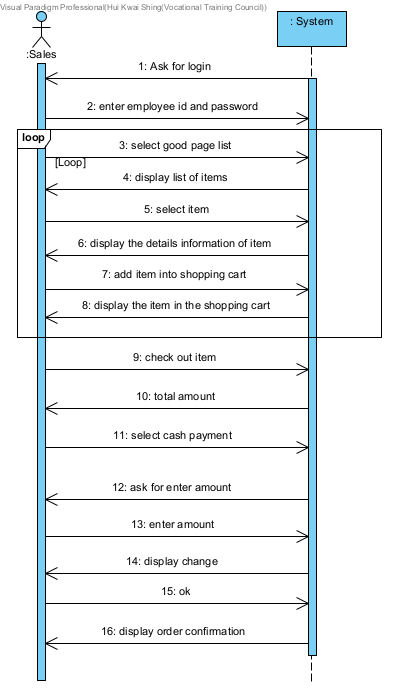 Visual Paradigm Professional(Hui Kwai Shing(Vocational Training Council))
: System
:Sales
1: Ask for login
2: enter employee id and password
loop
3: select good page list
[Loop]
4: display list of items
5: select item
6: display the details information of item
7: add item into shopping cart
8: display the item in the shopping cart
9: check out item
10: total amount
11: select cash payment
12: ask for enter amount
13: enter amount
14: display change
15: ok
16: display order confirmation